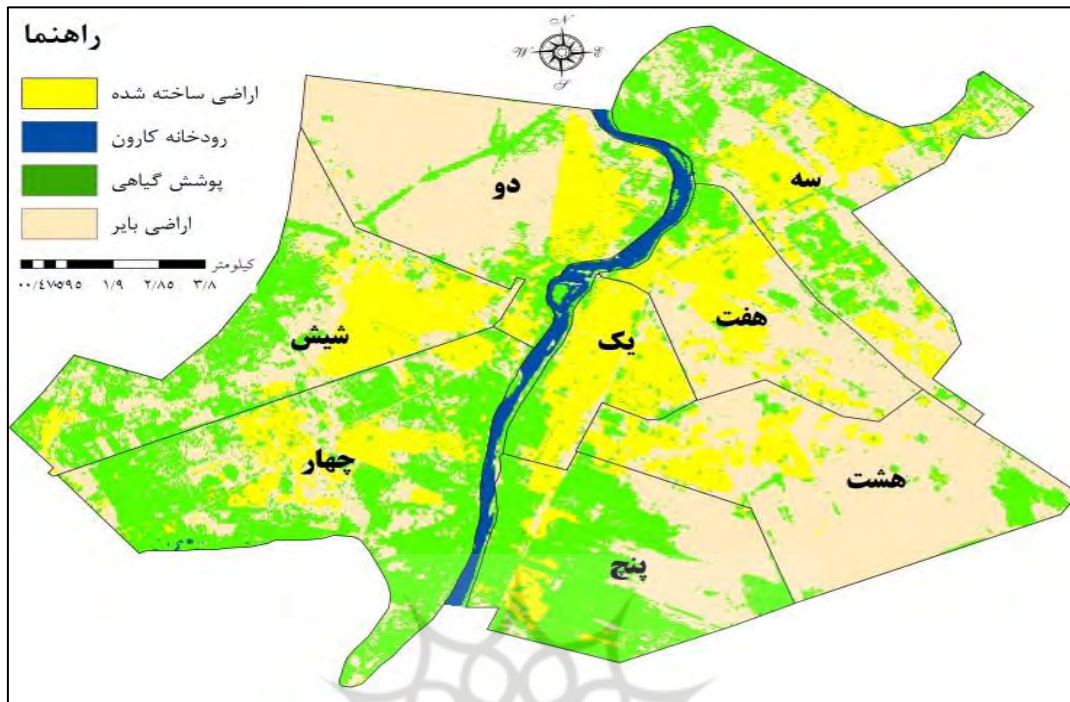 راهنما
اراضی ساخته شده
رودخانه کارون
پوشش گیاهی
اراضی بایر
کیلومتر
۱/۹ ۲/۸۵ ۳/۸
N
W E
S
سه
دو
هفت
یک
شیش
چهار
هشت
پنج